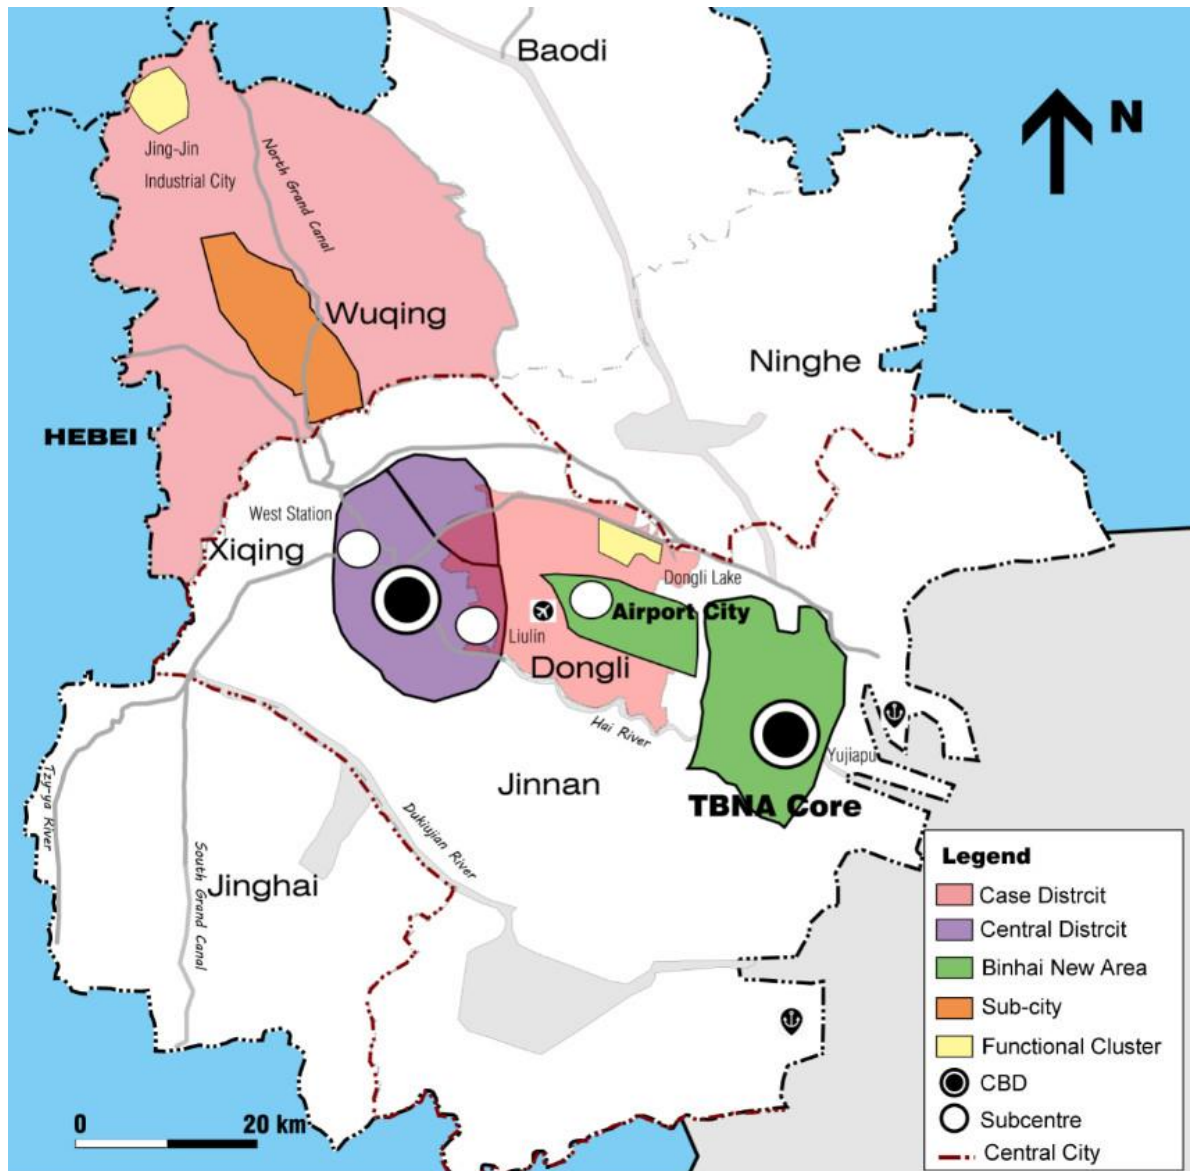 Baodi
N
Jing-Jin
Industrial City
North Grand Canal
Wuqing
Ninghe
HEBEI
West Station
Xiqing
Dongli Lake
Airport City
Liulin
Dongli
Hai River
Yujiapu
Jinnan
TBNA Core
Tzy-ya River
Dukiujian River
South Grand Canal
Jinghai
Legend
Case Distrcit
Central Distrcit
Binhai New Area
Sub-city
Functional Cluster
CBD
Subcentre
Central City
0 20 km